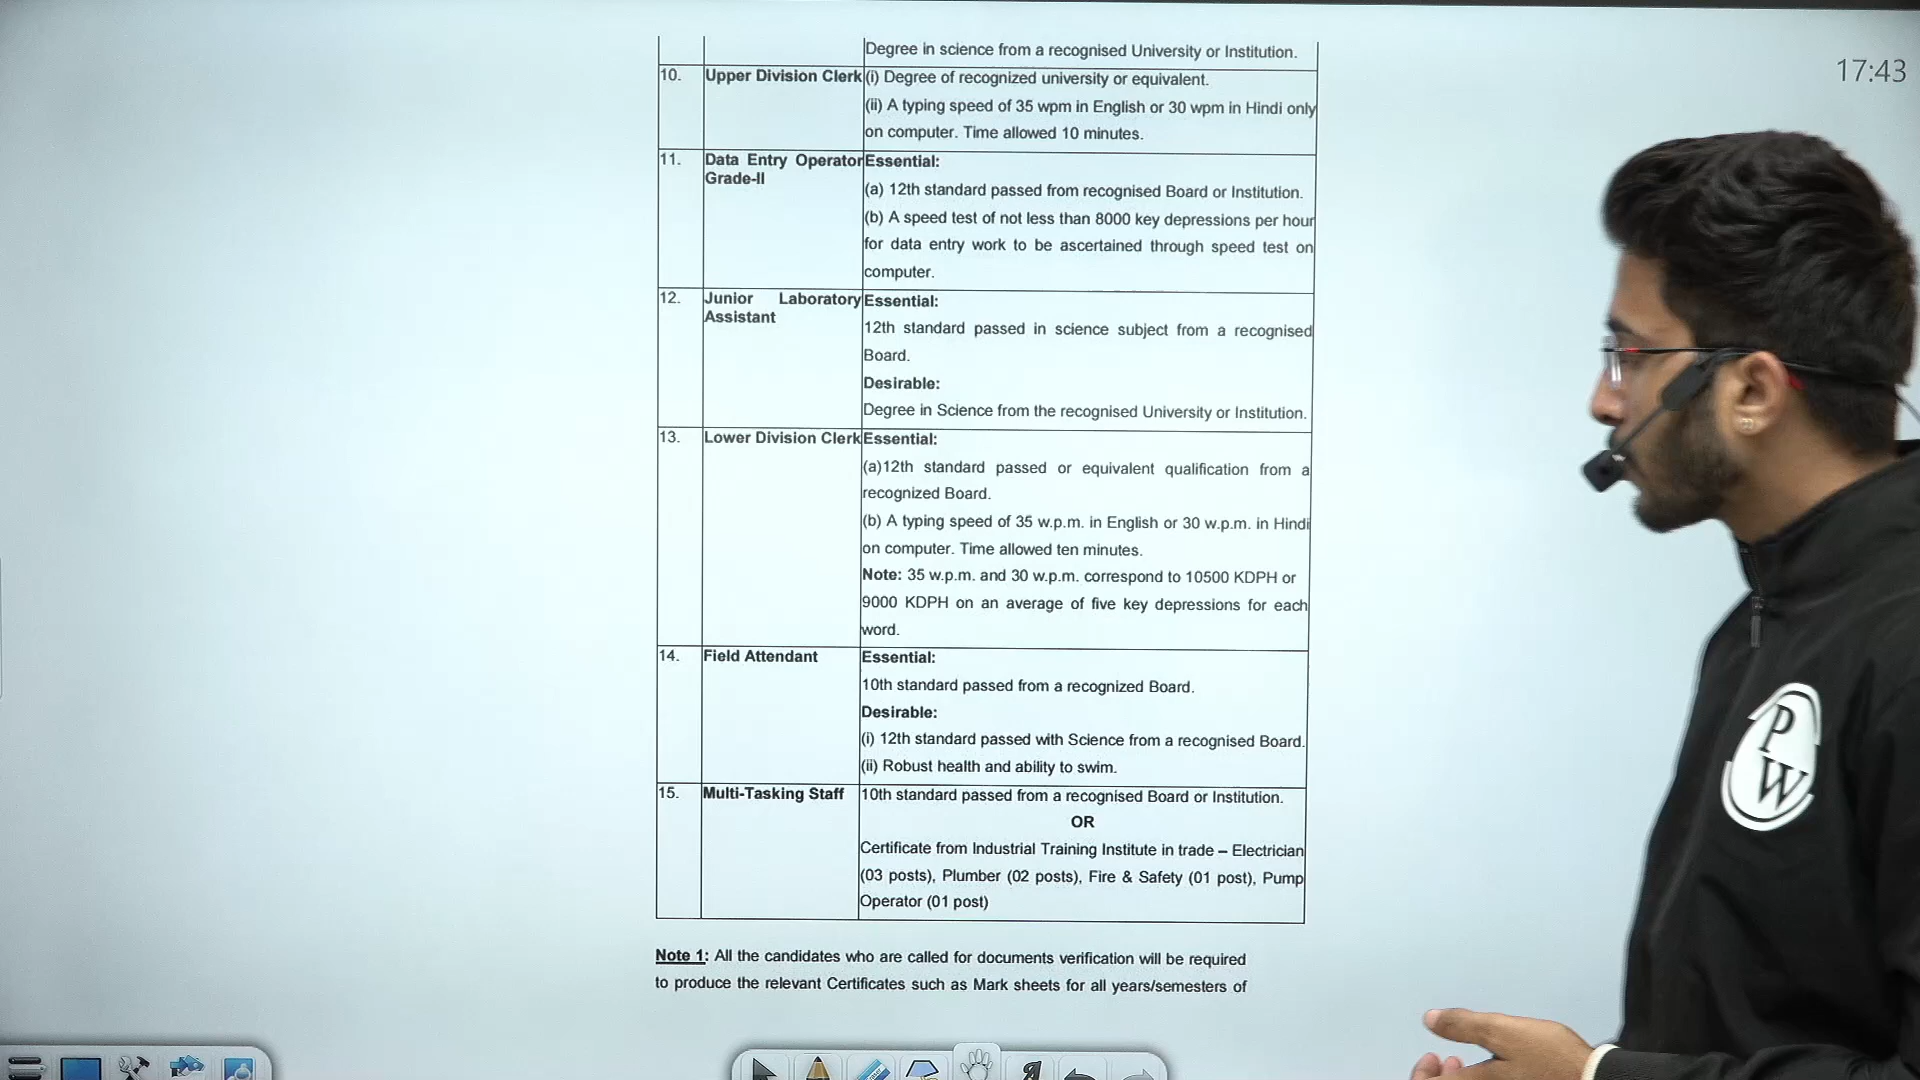 Degree in science from a recognised University or Institution.
17:43
10. Upper Division Clerk (i) Degree of recognized university or equivalent.
(ii) A typing speed of 35 wpm in English or 30 wpm in Hindi only
on computer. Time allowed 10 minutes.
11. Data Entry Operator Essential:
Grade-II
(a) 12th standard passed from recognised Board or Institution.
(b) A speed test of not less than 8000 key depressions per hour
for data entry work to be ascertained through speed test on
computer.
12. Junior Laboratory Essential:
Assistant
12th standard passed in science subject from a recognised
Board.
Desirable:
Degree in Science from the recognised University or Institution.
13. Lower Division Clerk Essential:
(a)12th standard passed or equivalent qualification from a
recognized Board.
(b) A typing speed of 35 w.p.m. in English or 30 w.p.m. in Hindi
on computer. Time allowed ten minutes.
Note: 35 w.p.m. and 30 w.p.m. correspond to 10500 KDPH or
9000 KDPH on an average of five key depressions for each
word.
14. Field Attendant Essential:
10th standard passed from a recognized Board.
Desirable:
(i) 12th standard passed with Science from a recognised Board.
(ii) Robust health and ability to swim.
15. Multi-Tasking Staff 10th standard passed from a recognised Board or Institution.
OR
Certificate from Industrial Training Institute in trade – Electrician
(03 posts), Plumber (02 posts), Fire & Safety (01 post), Pump
Operator (01 post)
Note 1: All the candidates who are called for documents verification will be required
to produce the relevant Certificates such as Mark sheets for all years/semesters of
P
W